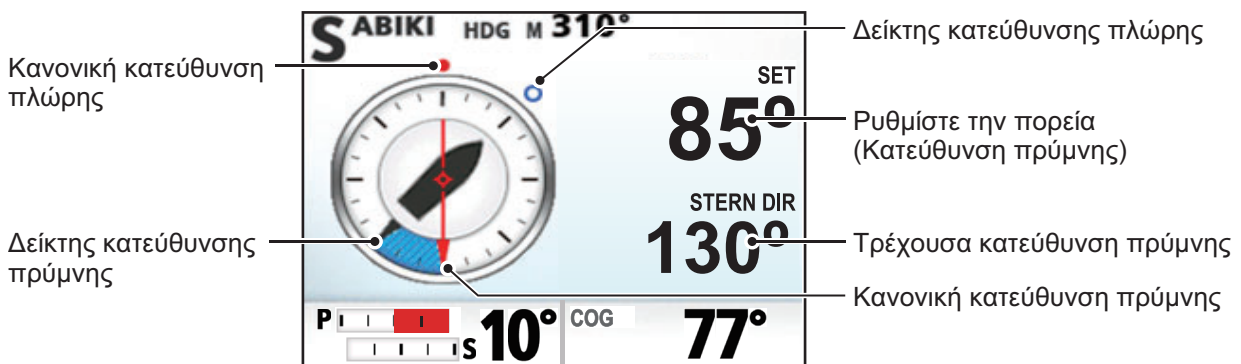 S ABIKI HDG M 310°
Δείκτης κατεύθυνσης πλώρης
Κανονική κατεύθυνση
πλώρης
SET
85°
Ρυθμίστε την πορεία
(Κατεύθυνση πρύμνης)
STERN DIR
130°
Δείκτης κατεύθυνσης
πρύμνης
Τρέχουσα κατεύθυνση πρύμνης
Κανονική κατεύθυνση πρύμνης
P
S 10°
COG 77°